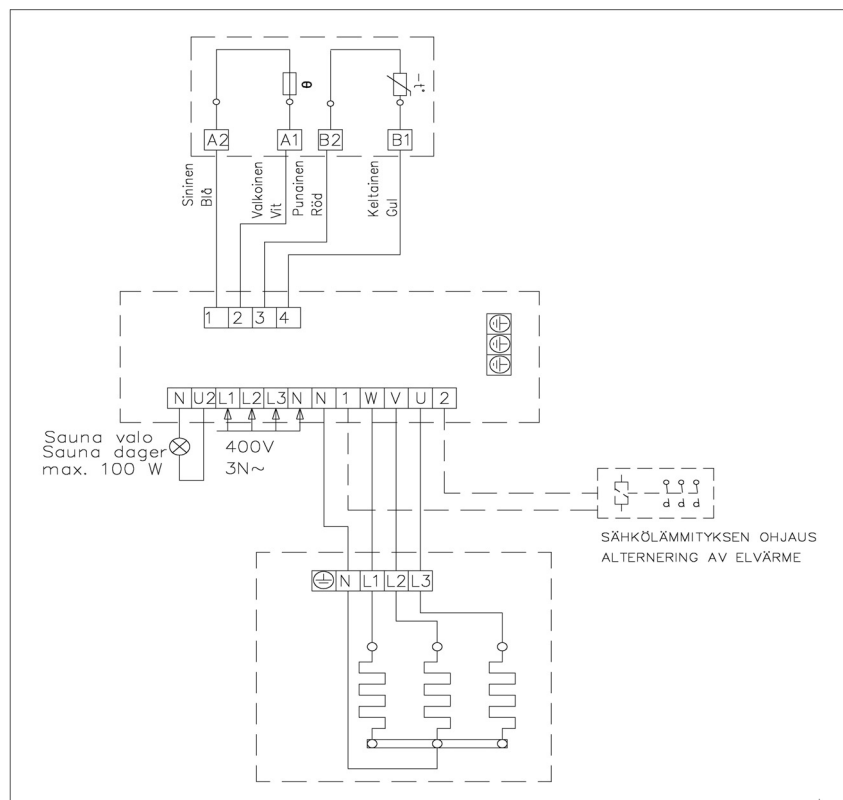 θ
-t°
A2 A1 B2 B1
Sininen
Blå
Valkoinen
Vit
Punainen
Röd
Keltainen
Gul
1 2 3 4
N U2 L1 L2 L3 N N 1 W V U 2
Sauna valo
Sauna dager
max. 100 W
400V
3N~
SÄHKÖLÄMMITYKSEN OHJAUS
ALTERNERING AV ELVÄRME
N L1 L2 L3